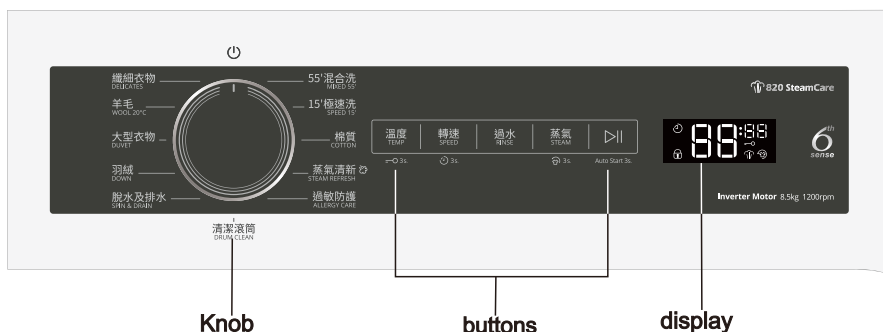 纖細衣物
DELICATES
羊毛
WOOL 20°C
大型衣物
DUVET
羽絨
DOWN
脫水及排水
SPIN & DRAIN
清潔滾筒
DRUM CLEAN
55'混合洗
MIXED 55'
15'極速洗
SPEED 15'
棉質
COTTON
蒸氣清新
STEAM REFRESH
過敏防護
ALLERGY CARE
溫度
TEMP
轉速
SPEED
過水
RINSE
蒸氣
STEAM
3s.
3s
3s.
Auto Start 3s.
820 SteamCare
88:88
6th
sense
Inverter Motor 8.5kg 1200rpm
Knob
buttons
display